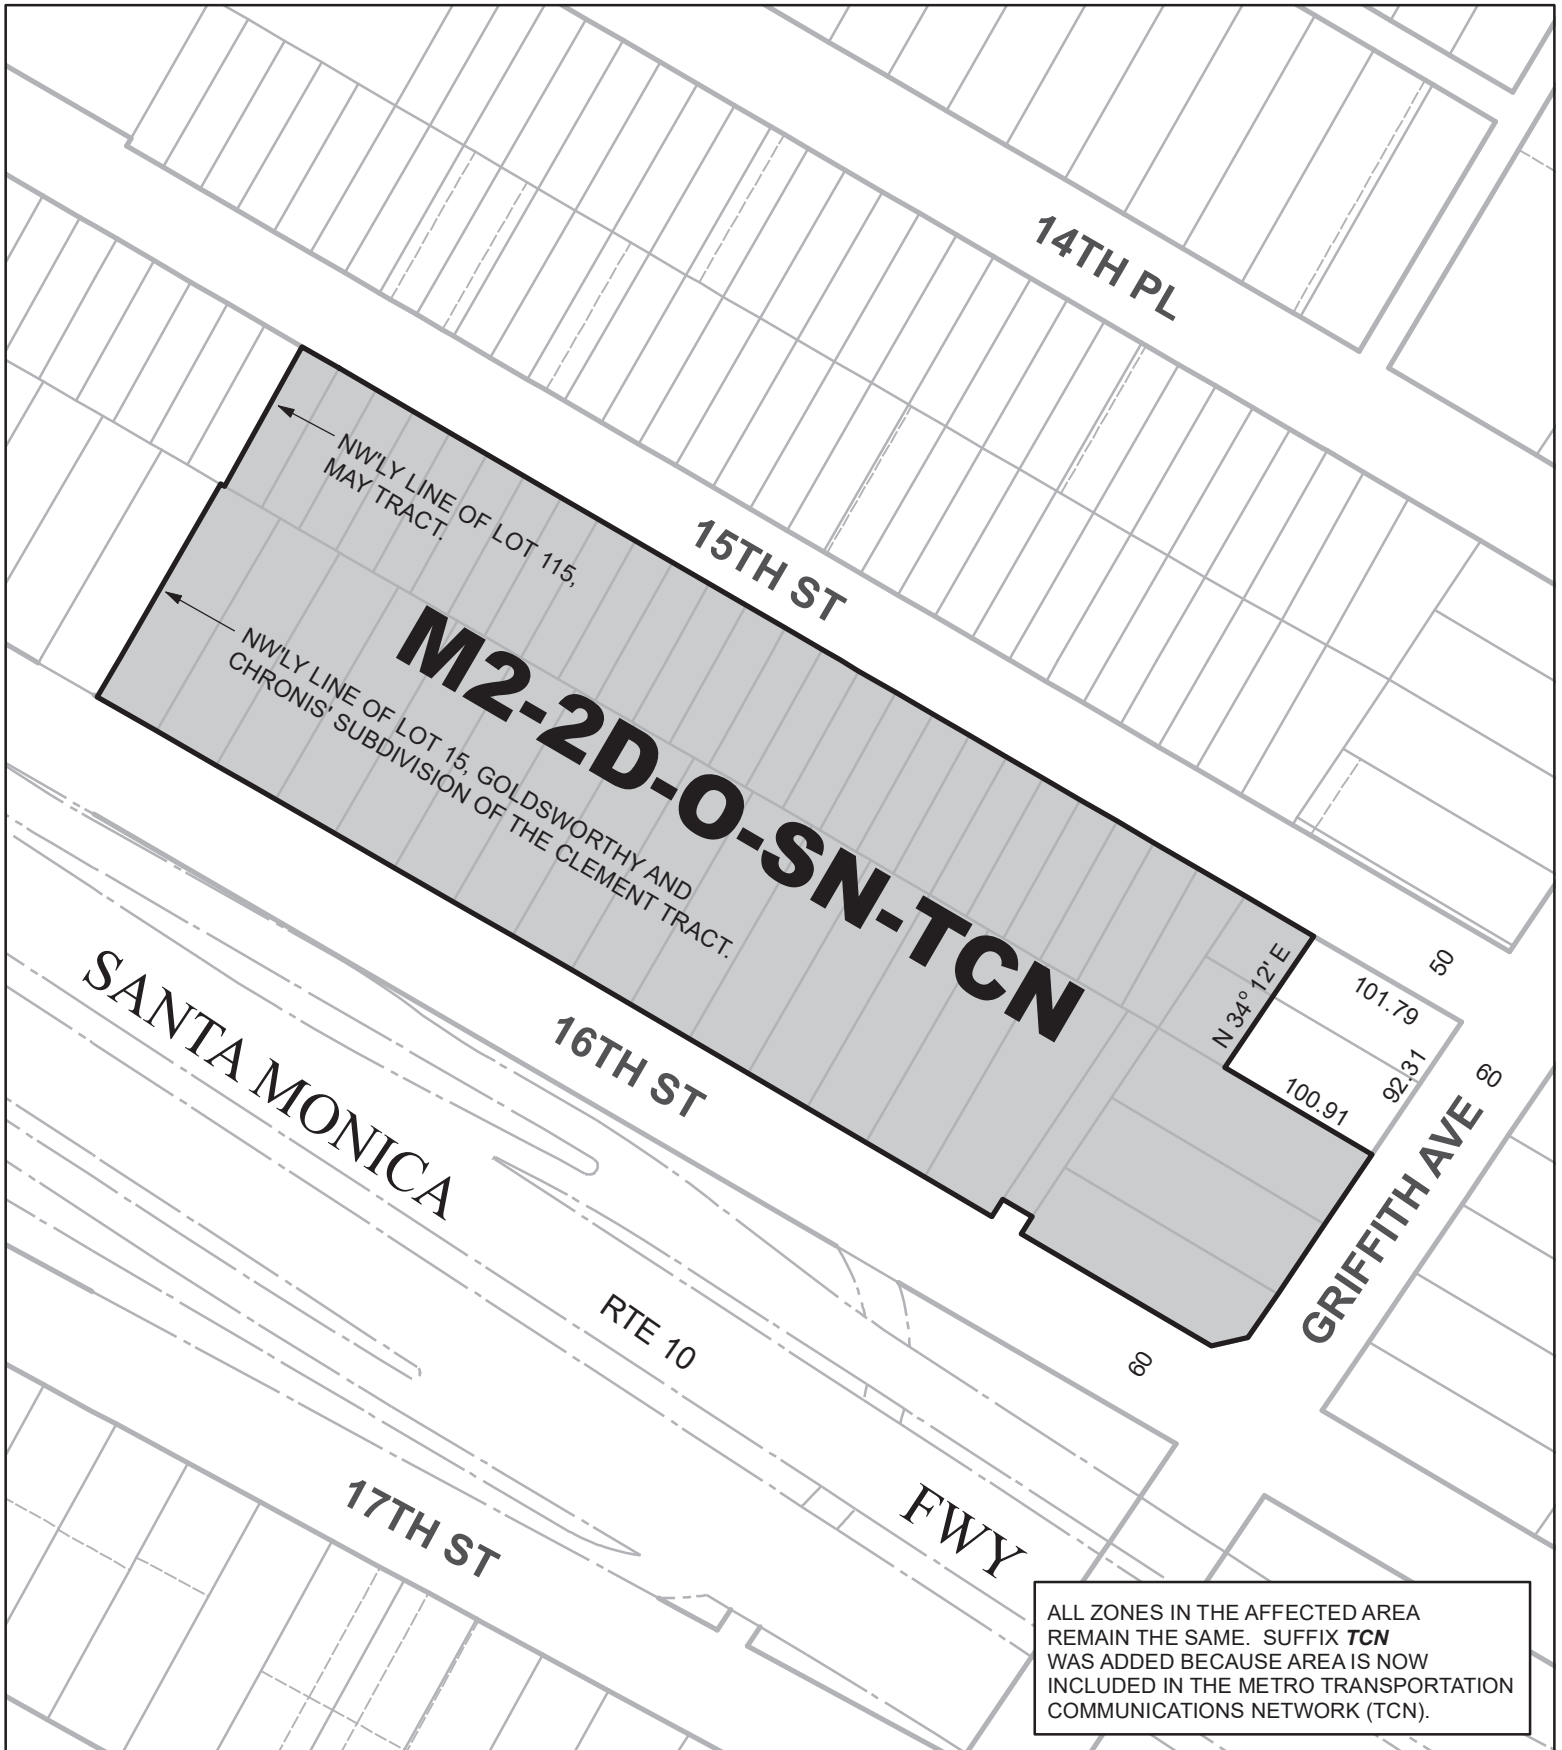 14TH PL
NW'LY LINE OF LOT 115,
MAY TRACT.
15TH ST
M2-2D-O-SN-TCN
NW'LY LINE OF LOT 15, GOLDSWORTHY AND
CHRONIS' SUBDIVISION OF THE CLEMENT TRACT.
N 34° 12' E
50
101.79
92.31
100.91
60
GRIFFITH AVE
16TH ST
SANTA MONICA
RTE 10
60
FWY
17TH ST
ALL ZONES IN THE AFFECTED AREA
REMAIN THE SAME. SUFFIX TCN
WAS ADDED BECAUSE AREA IS NOW
INCLUDED IN THE METRO TRANSPORTATION
COMMUNICATIONS NETWORK (TCN).